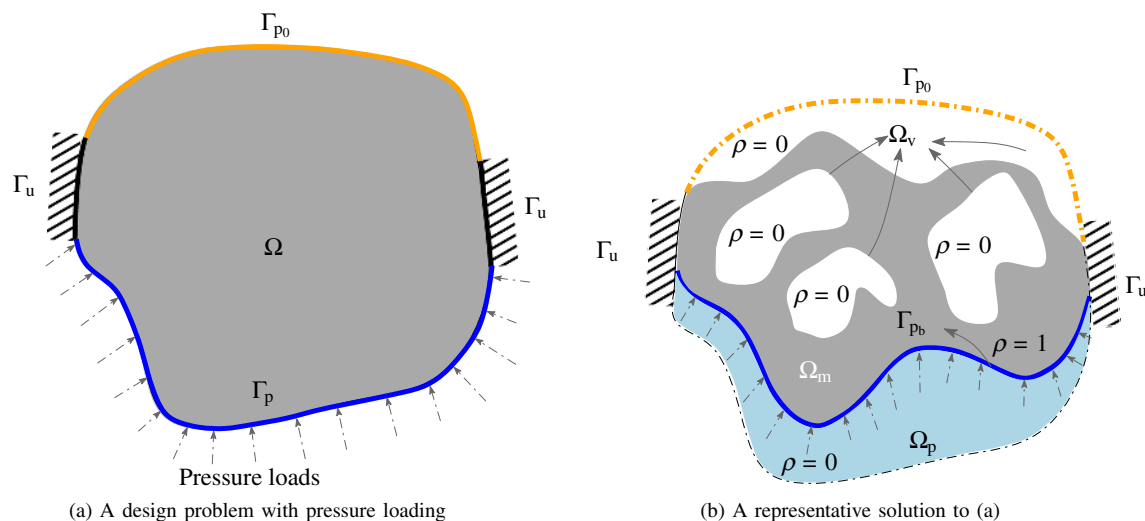 Γp₀
Γu
Γu
Ω
Γp
Pressure loads
(a) A design problem with pressure loading
Γp₀
ρ = 0
Ωv
ρ = 0
ρ = 0
Γu
Γu
ρ = 0
Γp_b
ρ = 1
Ωm
Ωp
ρ = 0
(b) A representative solution to (a)